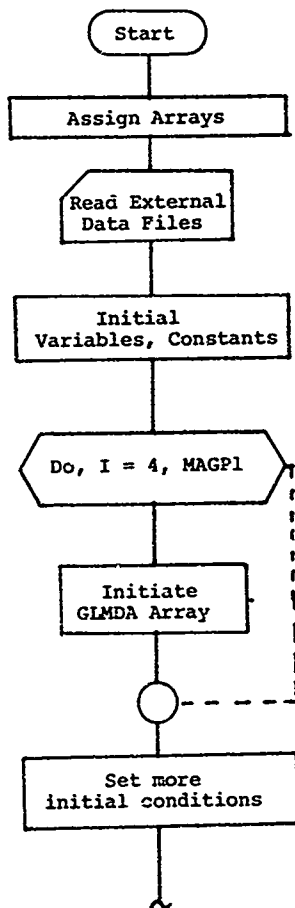 Start
Assign Arrays
Read External
Data Files
Initial
Variables, Constants
Do, I = 4, MAGP1
Initiate
GLMDA Array
Set more
initial conditions